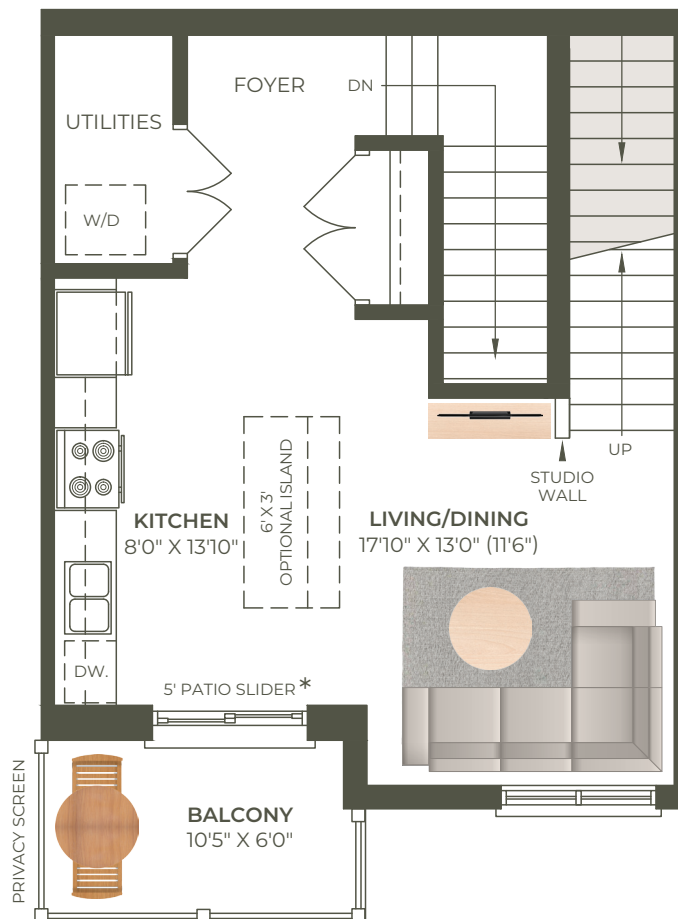 FOYER
DN
UTILITIES
W/D
UP
STUDIO
WALL
KITCHEN
8'0" X 13'10"
6' X 3'
OPTIONAL ISLAND
LIVING/DINING
17'10" X 13'0" (11'6")
DW.
5' PATIO SLIDER*
PRIVACY SCREEN
BALCONY
10'5" X 6'0"